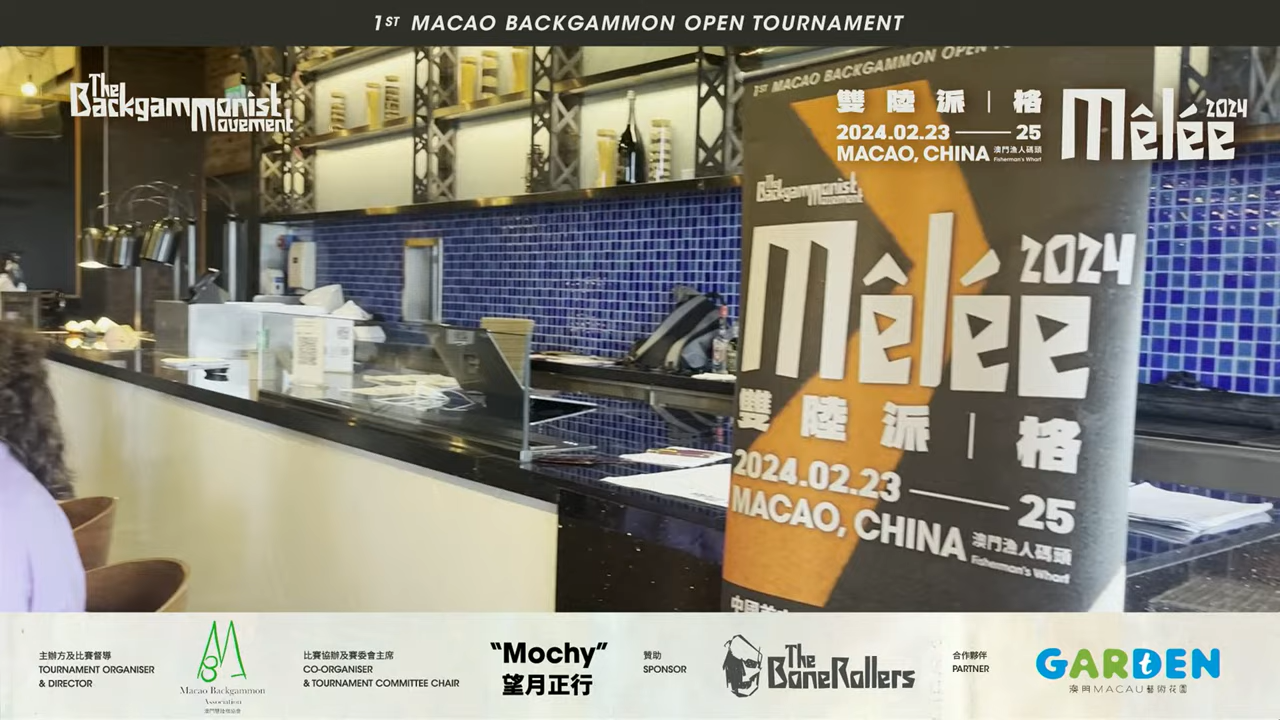 1ST MACAO BACKGAMMON OPEN TOURNAMENT
The Backgammonist Movement
雙陸派 | 格
2024.02.23 — 25
MACAO, CHINA 澳門漁人碼頭
Fisherman's Wharf
Mêlée 2024
1ST MACAO BACKGAMMON OPEN
The Backgammonist Movement
Mêlée 2024
雙陸派 | 格
2024.02.23 — 25
MACAO, CHINA 澳門漁人碼頭
Fisherman's Wharf
主辦方及比賽督導
TOURNAMENT ORGANISER
& DIRECTOR
Macao Backgammon
Association
比賽協辦及賽委會主席
CO-ORGANISER
& TOURNAMENT COMMITTEE CHAIR
“Mochy”
望月正行
贊助
SPONSOR
The BoneRollers
合作夥伴
PARTNER
GARDEN
澳門MACAU藝術花園